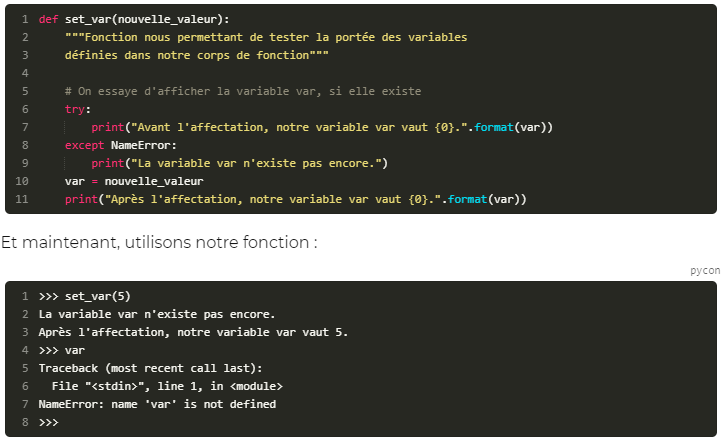 1 def set_var(nouvelle_valeur):
2     """Fonction nous permettant de tester la portée des variables
3     définies dans notre corps de fonction"""
4
5     # On essaye d'afficher la variable var, si elle existe
6     try:
7         print("Avant l'affectation, notre variable var vaut {0}.".format(var))
8     except NameError:
9         print("La variable var n'existe pas encore.")
10     var = nouvelle_valeur
11     print("Après l'affectation, notre variable var vaut {0}.".format(var))
Et maintenant, utilisons notre fonction :
pycon
1 >>> set_var(5)
2 La variable var n'existe pas encore.
3 Après l'affectation, notre variable var vaut 5.
4 >>> var
5 Traceback (most recent call last):
6   File "<stdin>", line 1, in <module>
7 NameError: name 'var' is not defined
8 >>>